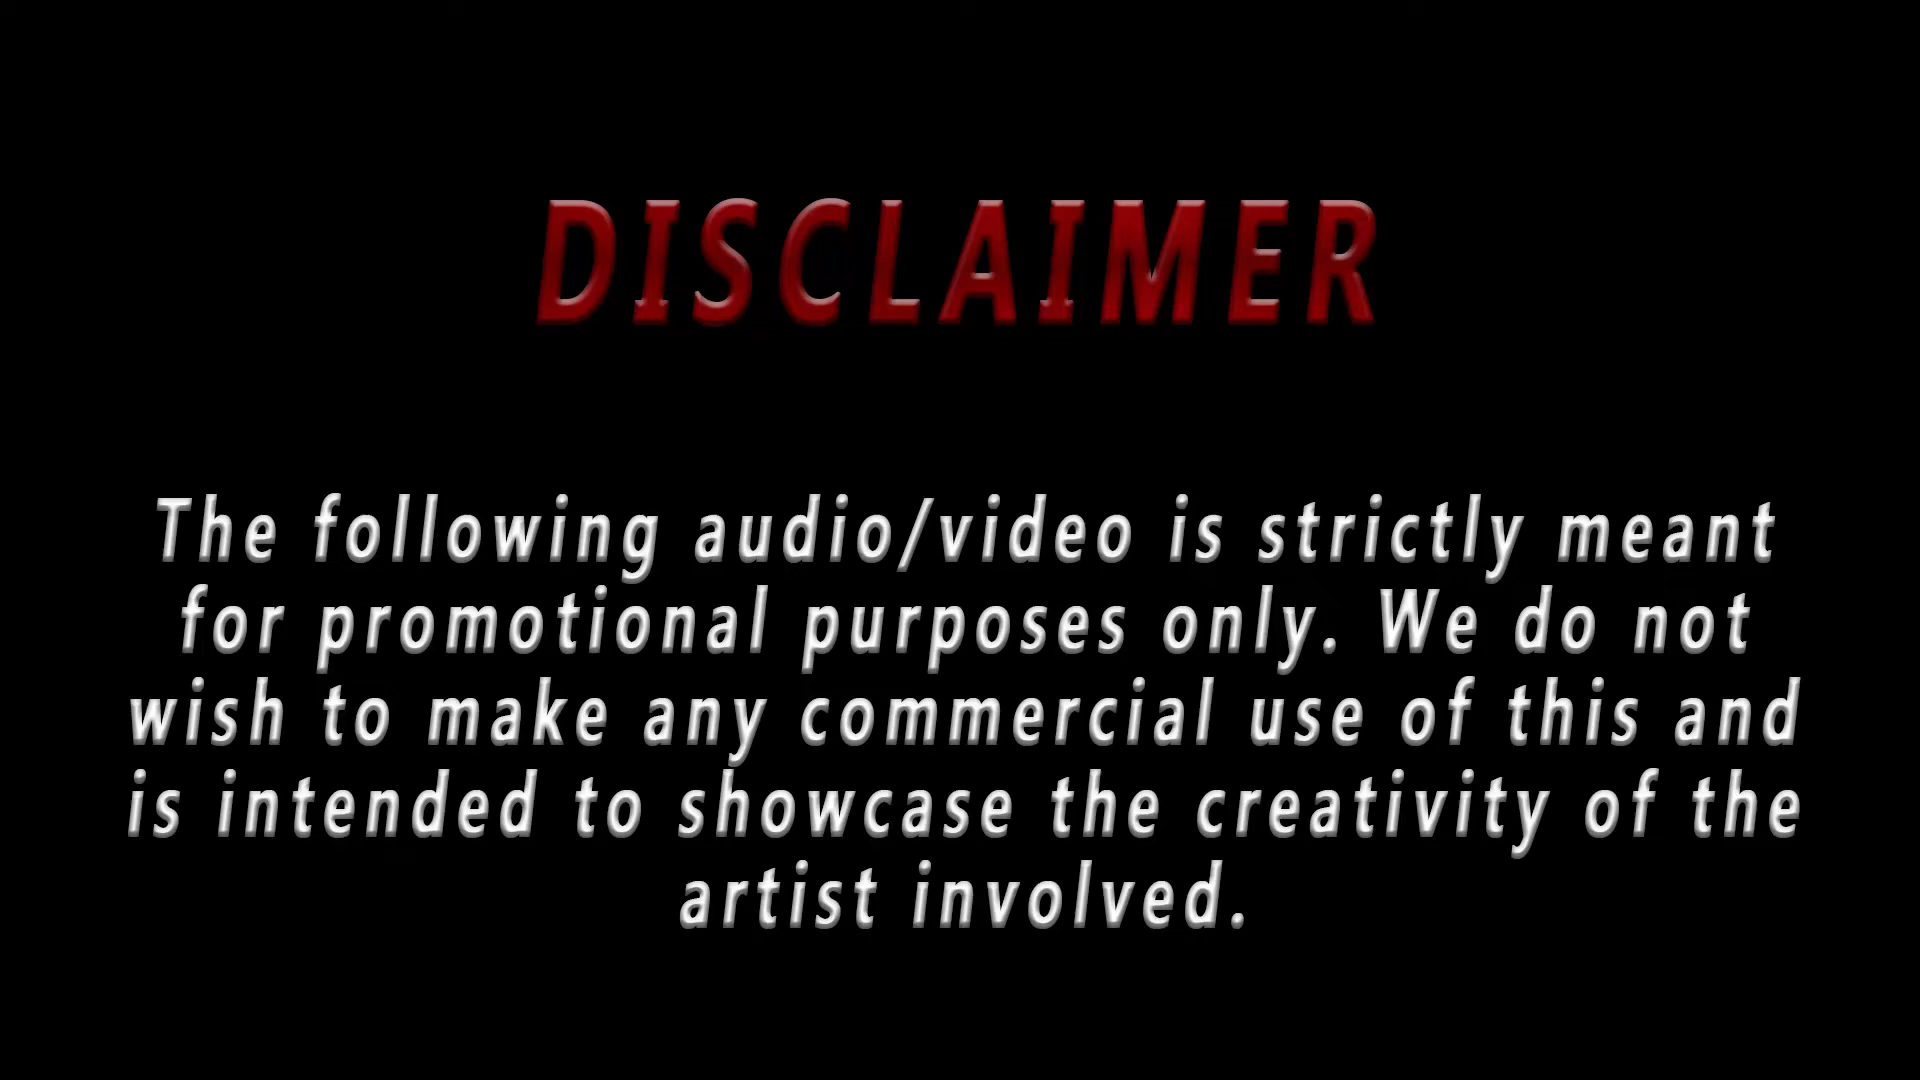 DISCLAIMER
The following audio/video is strictly meant
for promotional purposes only. We do not
wish to make any commercial use of this and
is intended to showcase the creativity of the
artist involved.